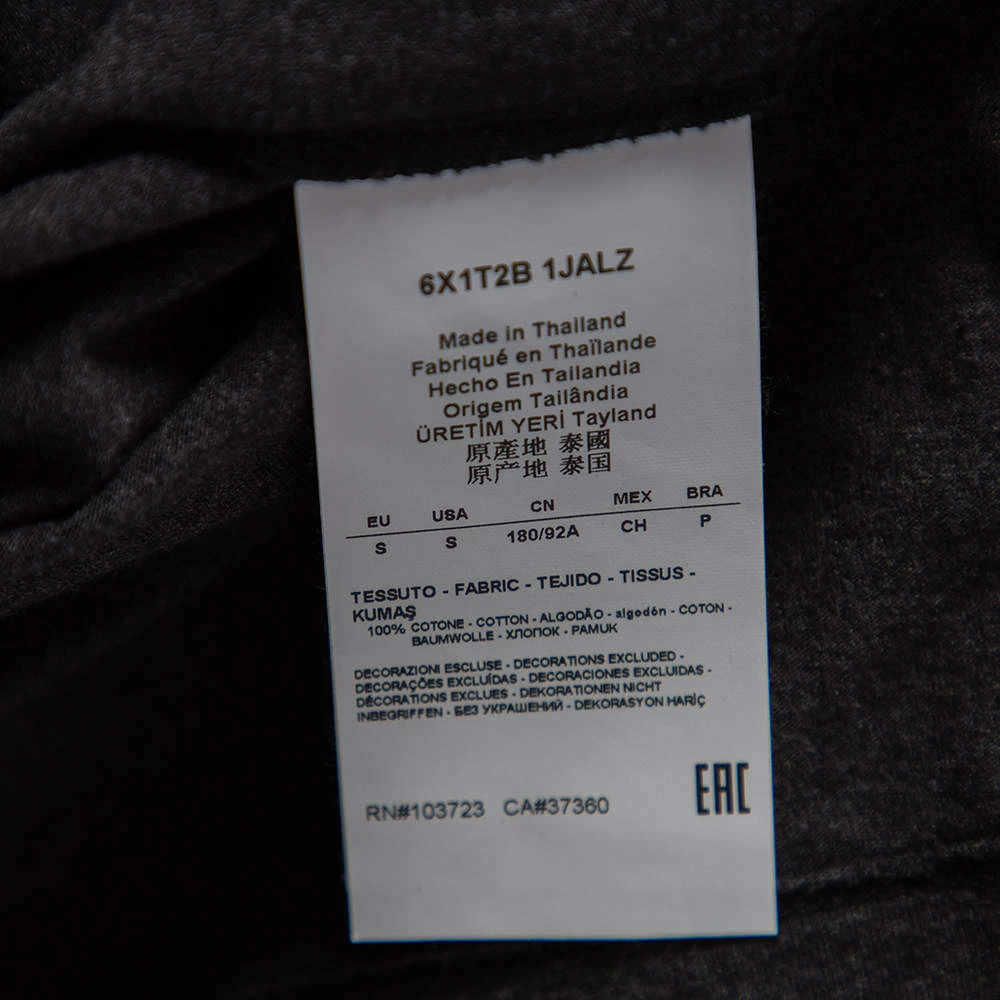 6X1T2B 1JALZ
Made in Thailand
Fabriqué en Thaïlande
Hecho En Tailandia
Origem Tailândia
ÜRETİM YERİ Tayland
原產地 泰國
原产地 泰国
EU USA CN MEX BRA
S S 180/92A CH P
TESSUTO - FABRIC - TEJIDO - TISSUS -
KUMAŞ
100% COTONE - COTTON - ALGODÃO - algodón - COTON -
BAUMWOLLE - ХЛОПОК - PAMUK
DECORAZIONI ESCLUSE - DECORATIONS EXCLUDED -
DECORAÇÕES EXCLUÍDAS - DECORACIONES EXCLUIDAS -
DÉCORATIONS EXCLUES - DEKORATIONEN NICHT
INBEGRIFFEN - БЕЗ УКРАШЕНИЙ - DEKORASYON HARİÇ
EAC
RN#103723 CA#37360